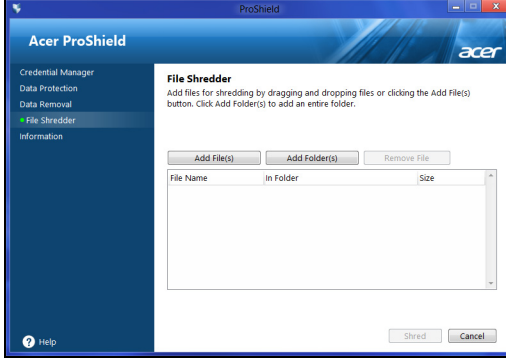 ProShield
Acer ProShield
acer
Credential Manager
Data Protection
Data Removal
File Shredder
Information
File Shredder
Add files for shredding by dragging and dropping files or clicking the Add File(s)
button. Click Add Folder(s) to add an entire folder.
Add File(s) Add Folder(s) Remove File
File Name In Folder Size
Help
Shred Cancel